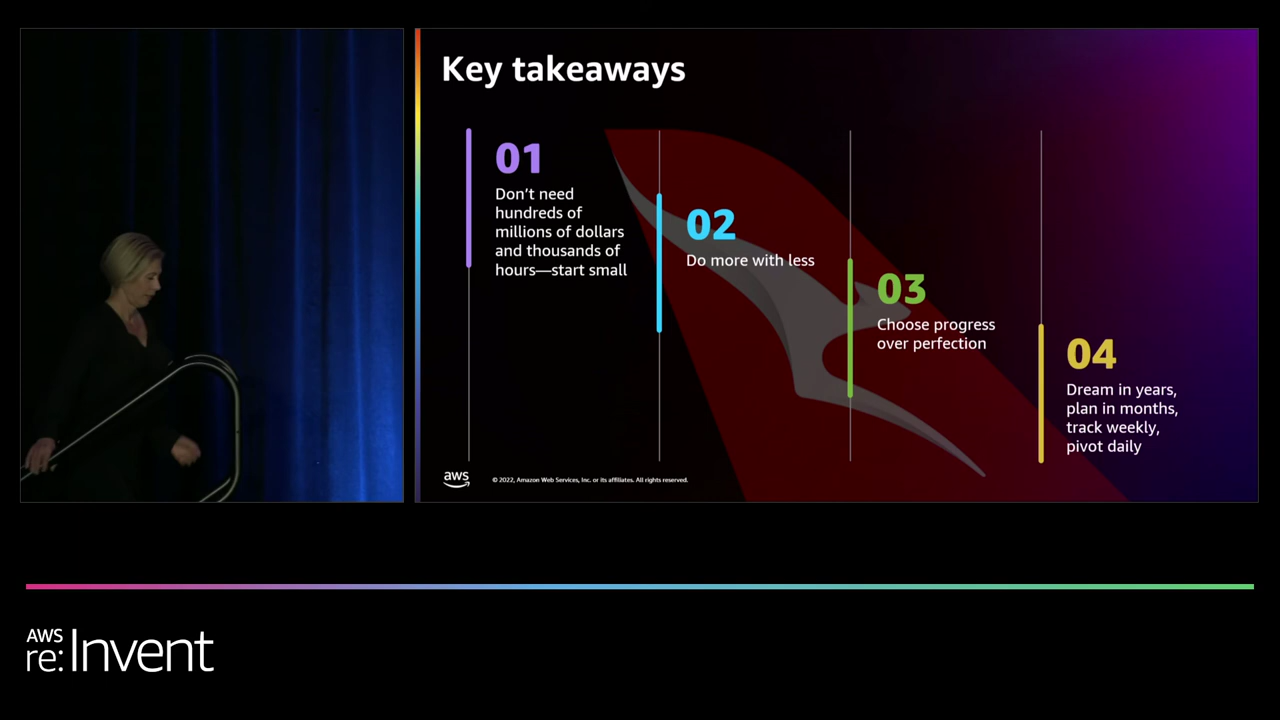 Key takeaways
01
Don’t need
hundreds of
millions of dollars
and thousands of
hours—start small
02
Do more with less
03
Choose progress
over perfection
04
Dream in years,
plan in months,
track weekly,
pivot daily
aws
© 2022, Amazon Web Services, Inc. or its affiliates. All rights reserved.
AWS
re:Invent